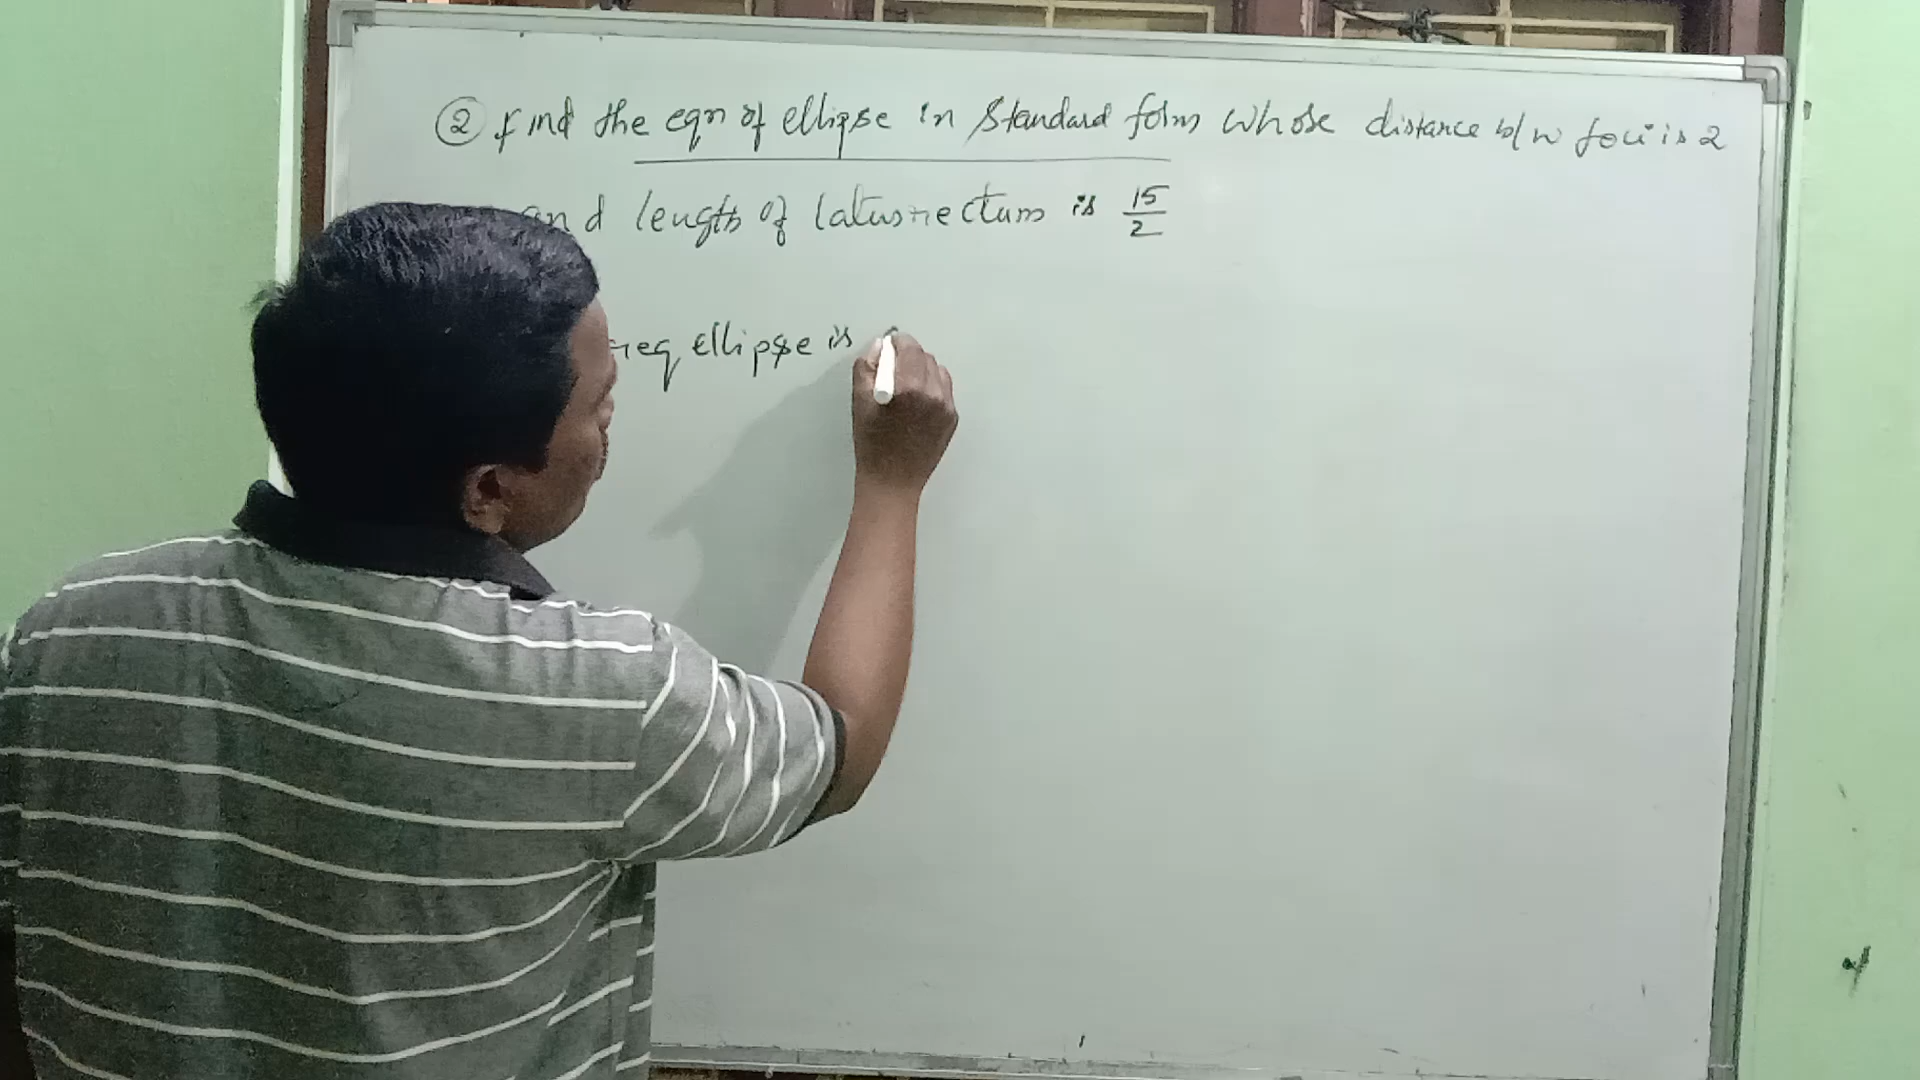 ② Find the eqn of ellipse in standard form whose distance b/w foci is 2
and length of latusrectum is 15/2
req ellipse is